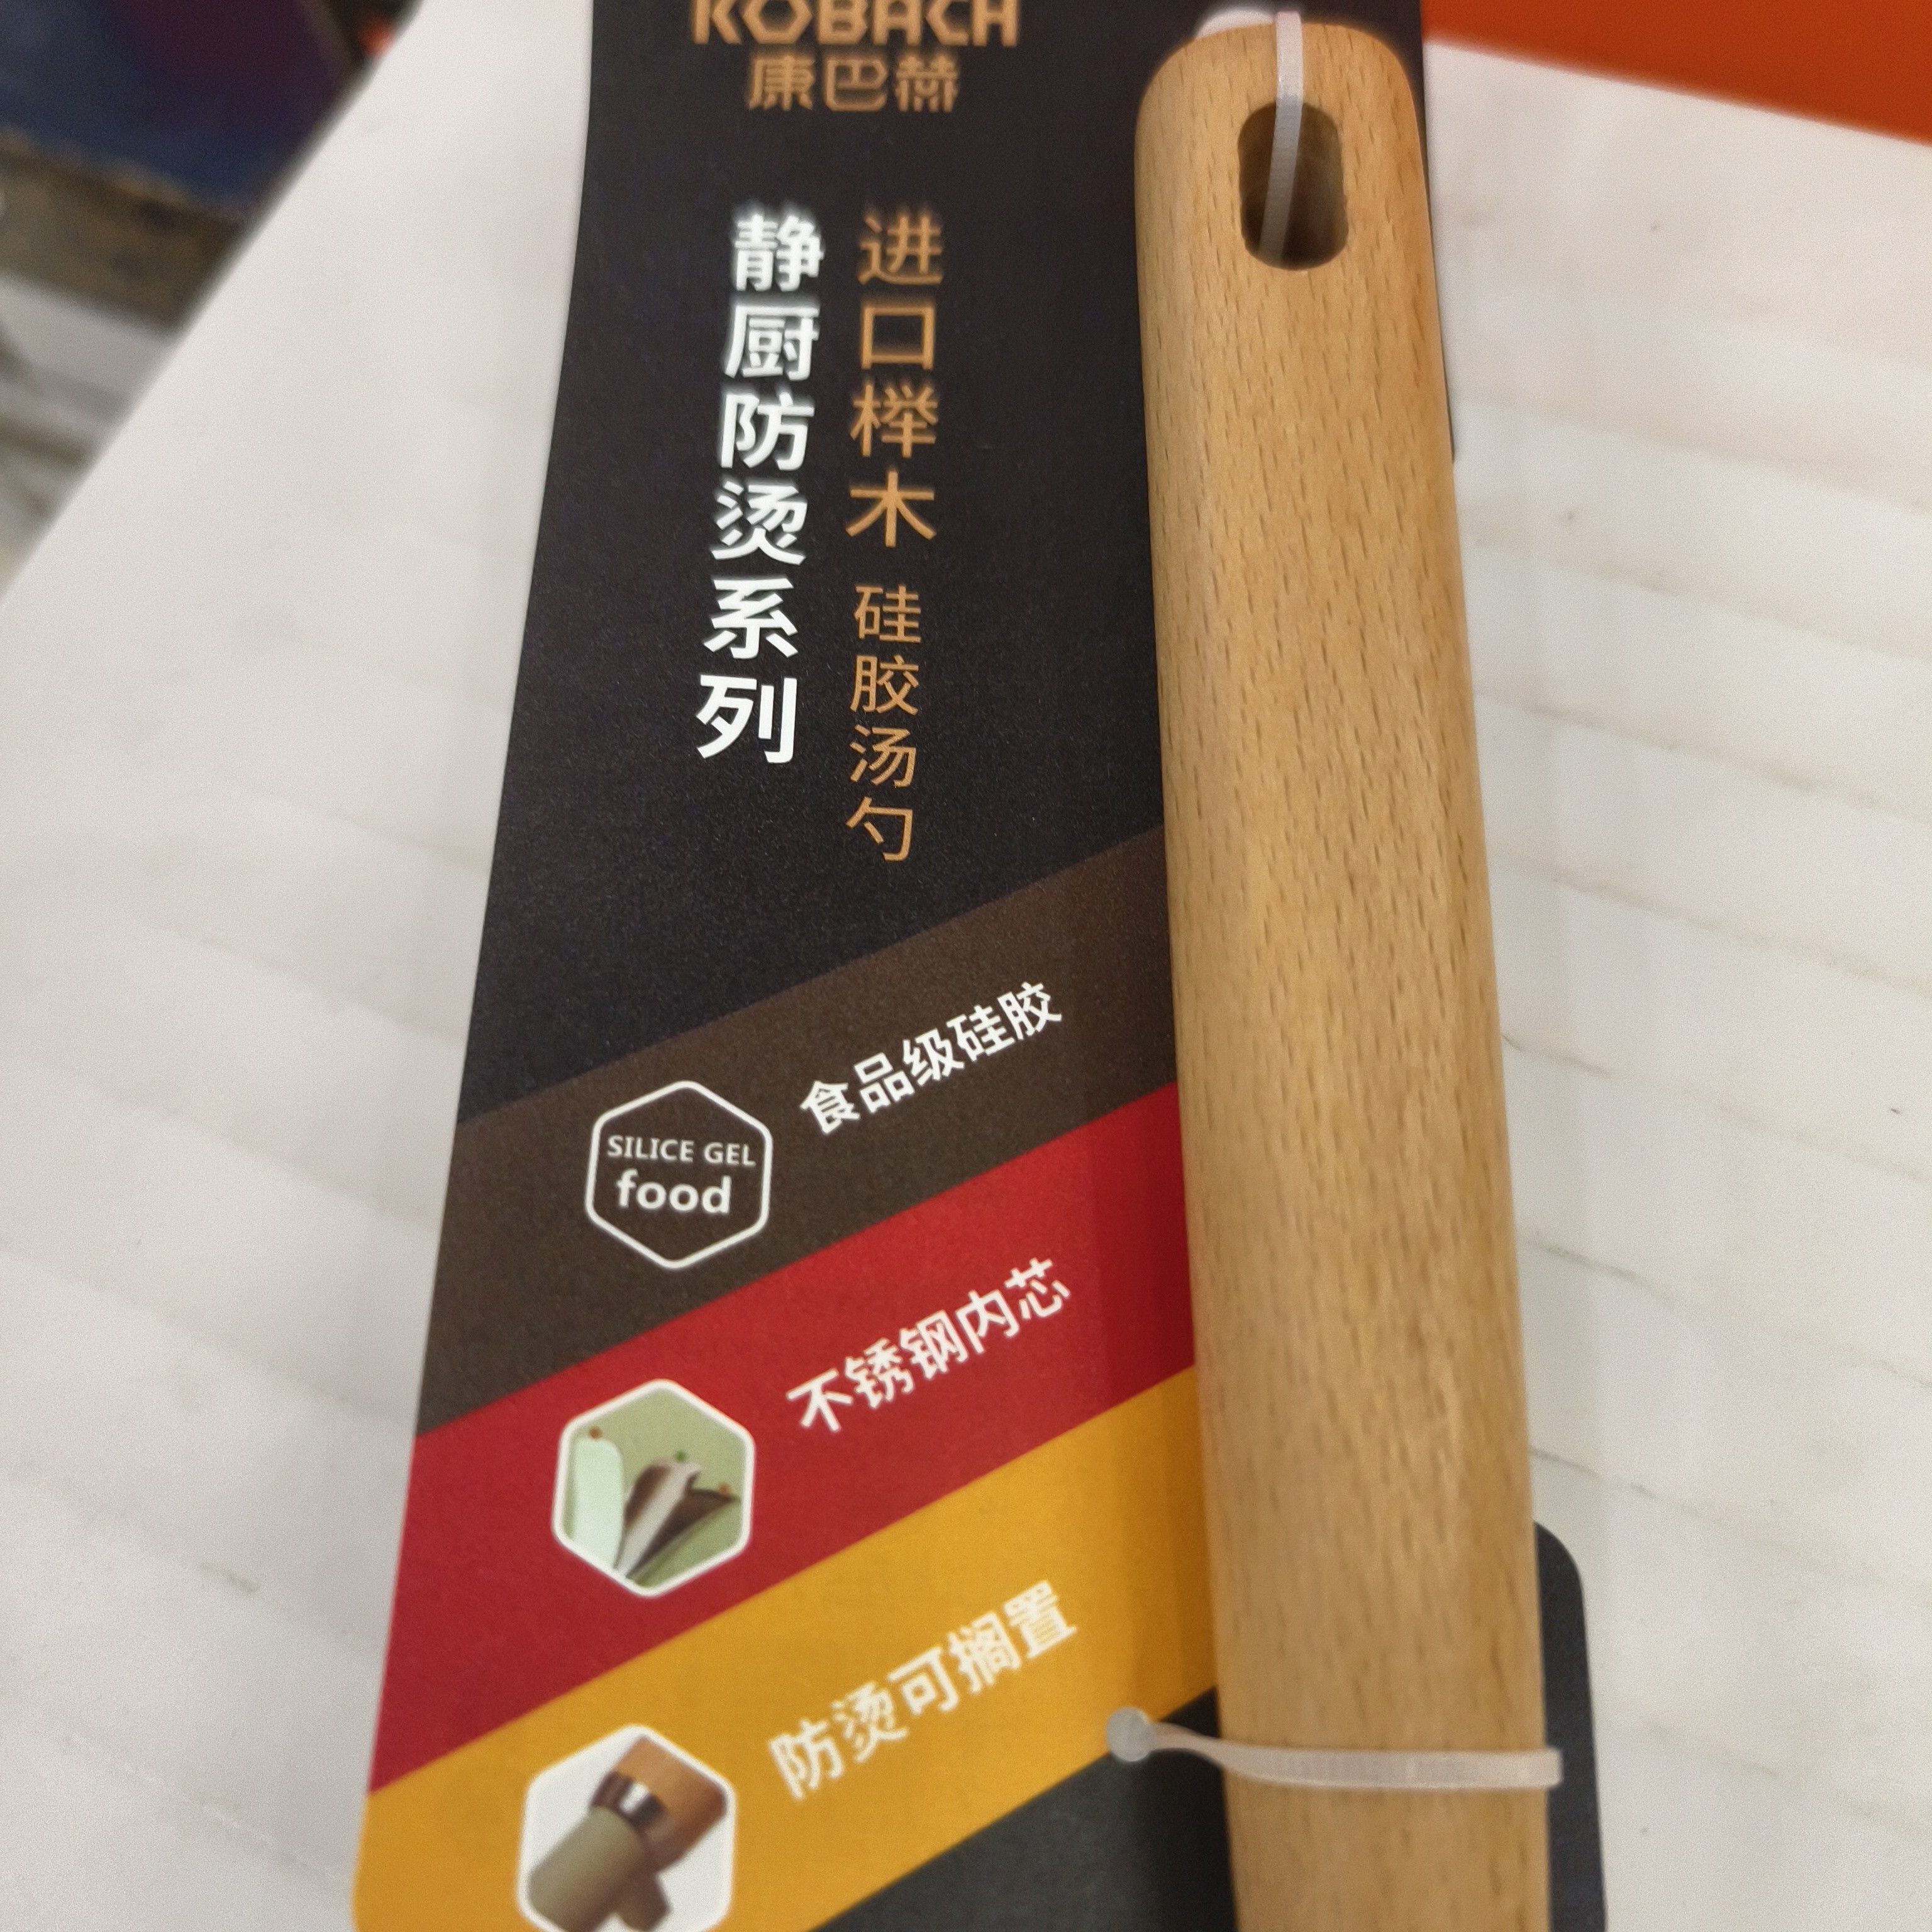 KOBACH
康巴赫
进口榉木 硅胶汤勺
静厨防烫系列
食品级硅胶
SILICE GEL
food
不锈钢内芯
防烫可搁置